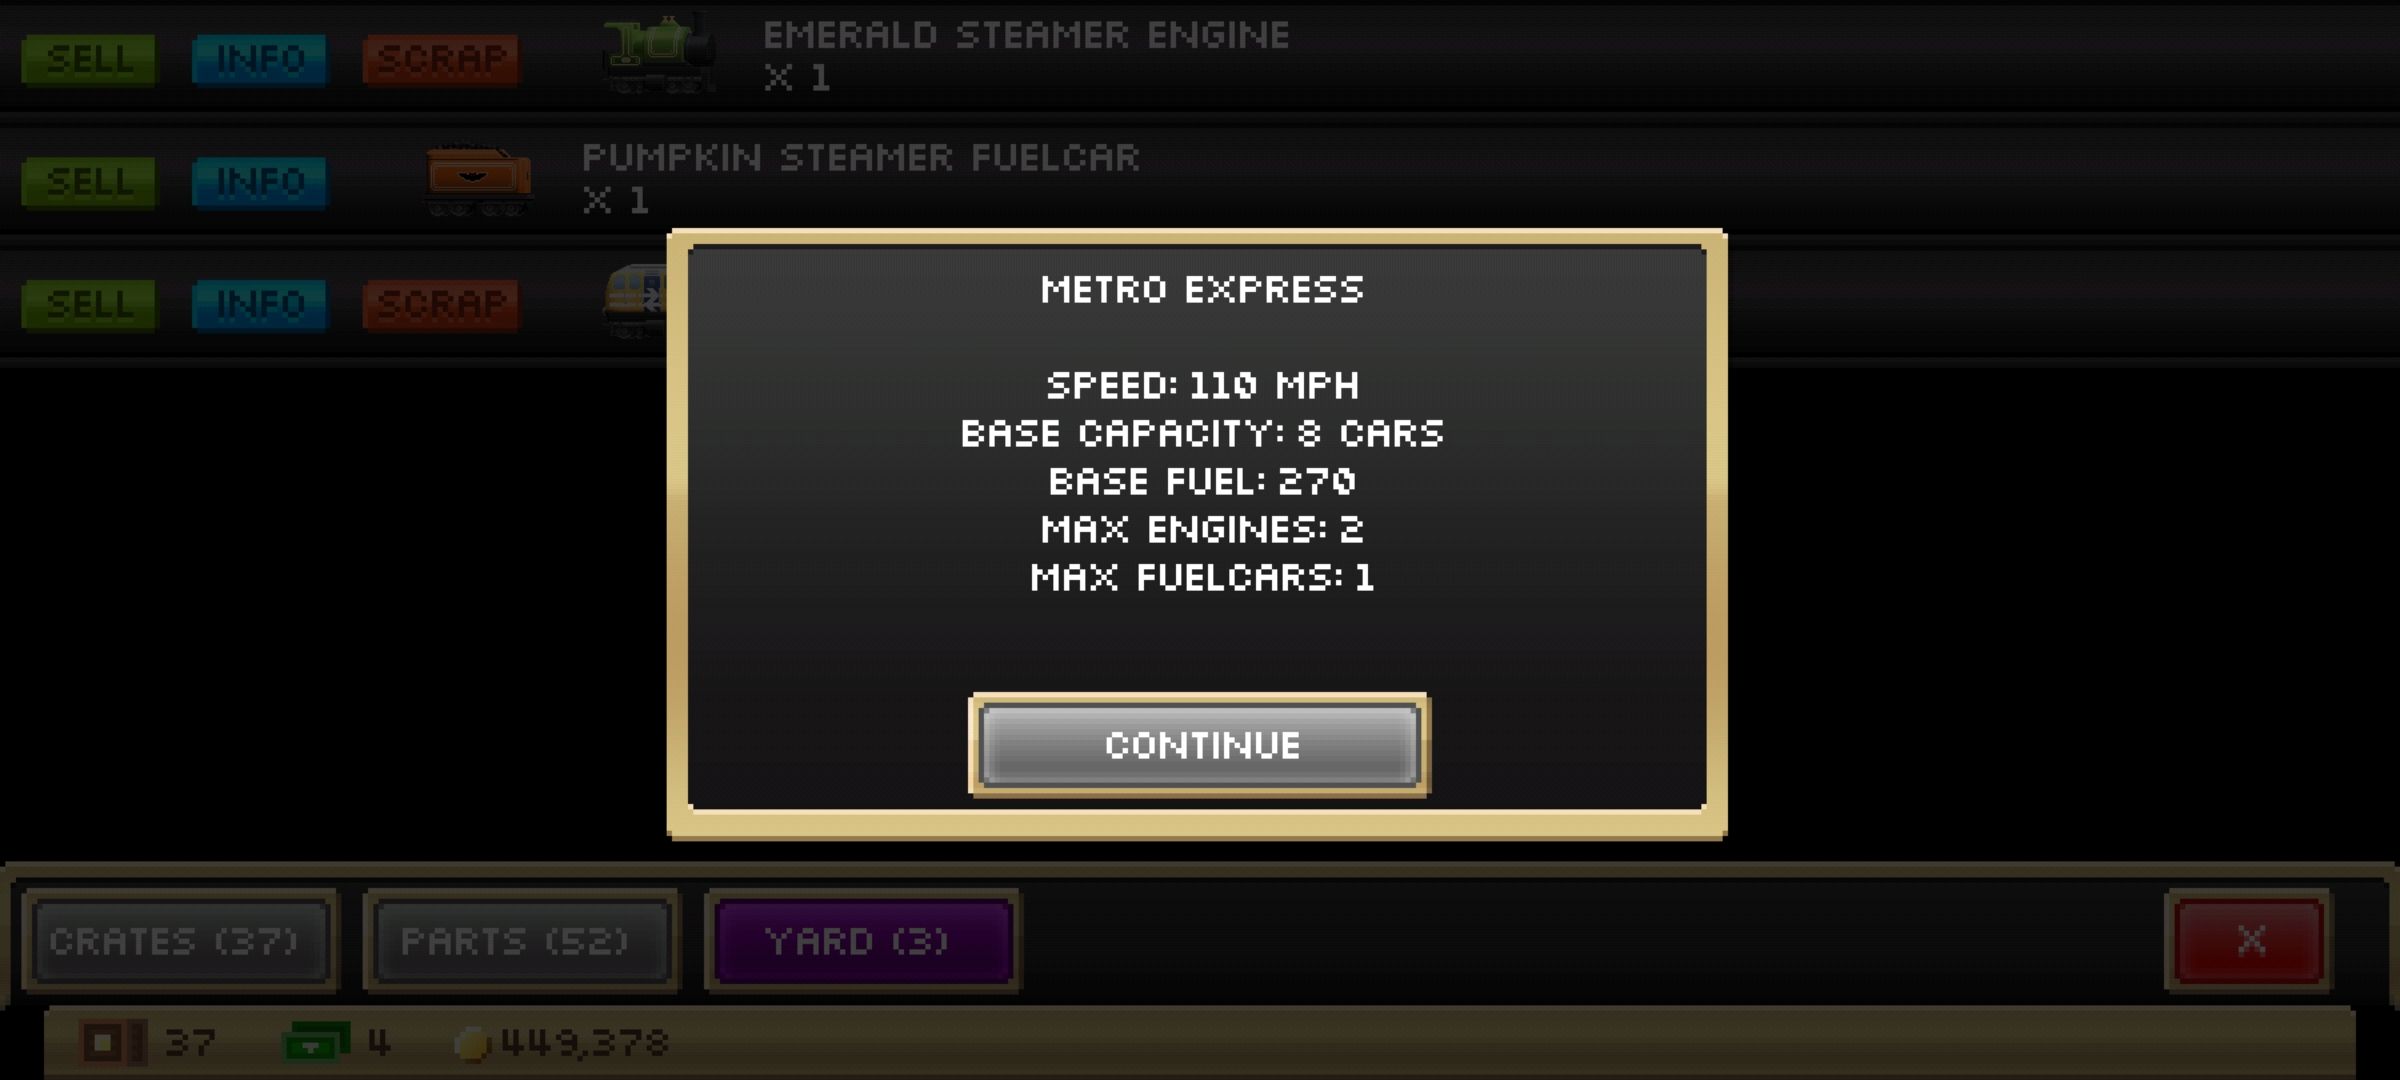 SELL INFO SCRAP EMERALD STEAMER ENGINE
X 1
SELL INFO PUMPKIN STEAMER FUELCAR
X 1
SELL INFO SCRAP
METRO EXPRESS
SPEED: 110 MPH
BASE CAPACITY: 8 CARS
BASE FUEL: 270
MAX ENGINES: 2
MAX FUELCARS: 1
CONTINUE
CRATES (37) PARTS (52) YARD (3) X
37 4 449,378